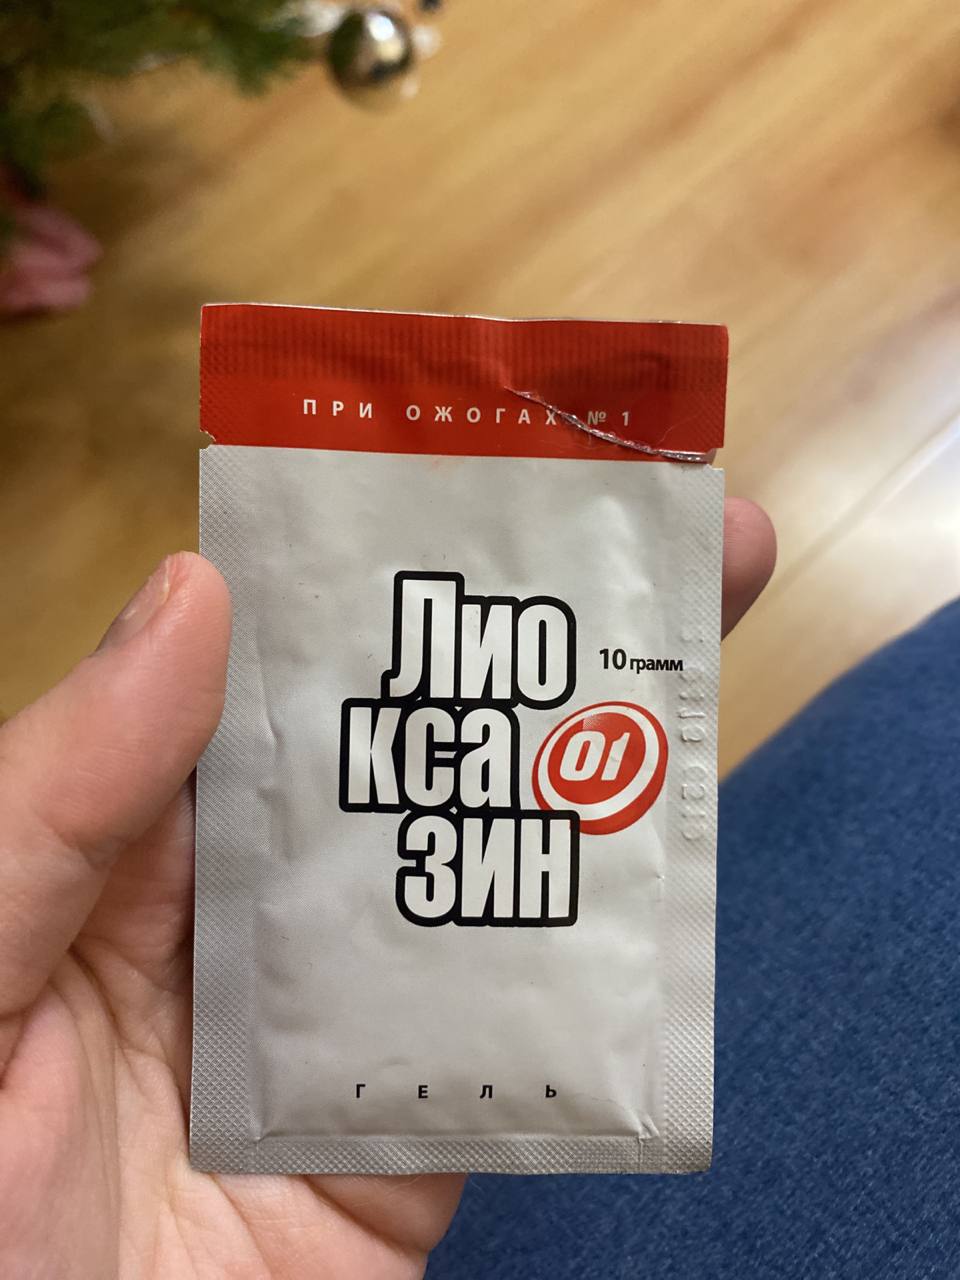 ПРИ ОЖОГАХ № 1
Лио
кса
зин
10 грамм
01
ГЕЛЬ